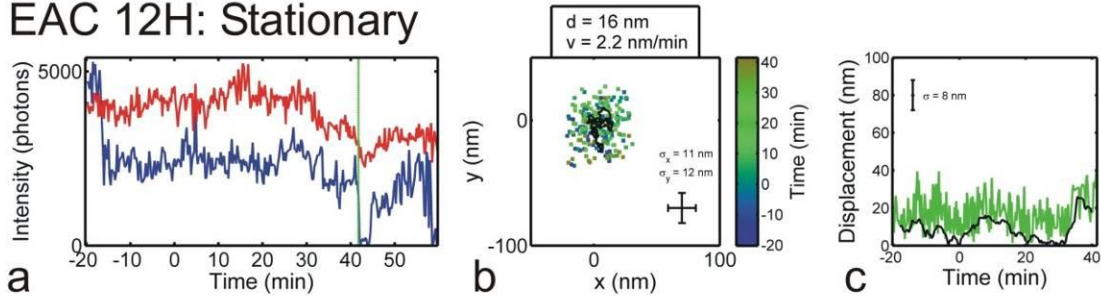 EAC 12H: Stationary
Intensity (photons)
5000
0
-20 -10 0 10 20 30 40 50
Time (min)
a
d = 16 nm
v = 2.2 nm/min
y (nm)
0
-100
0
100
x (nm)
σx = 11 nm
σy = 12 nm
40
30
20
10
0
-10
-20
Time (min)
b
Displacement (nm)
100
80
60
40
20
0
σ = 8 nm
-20 0 20 40
Time (min)
c